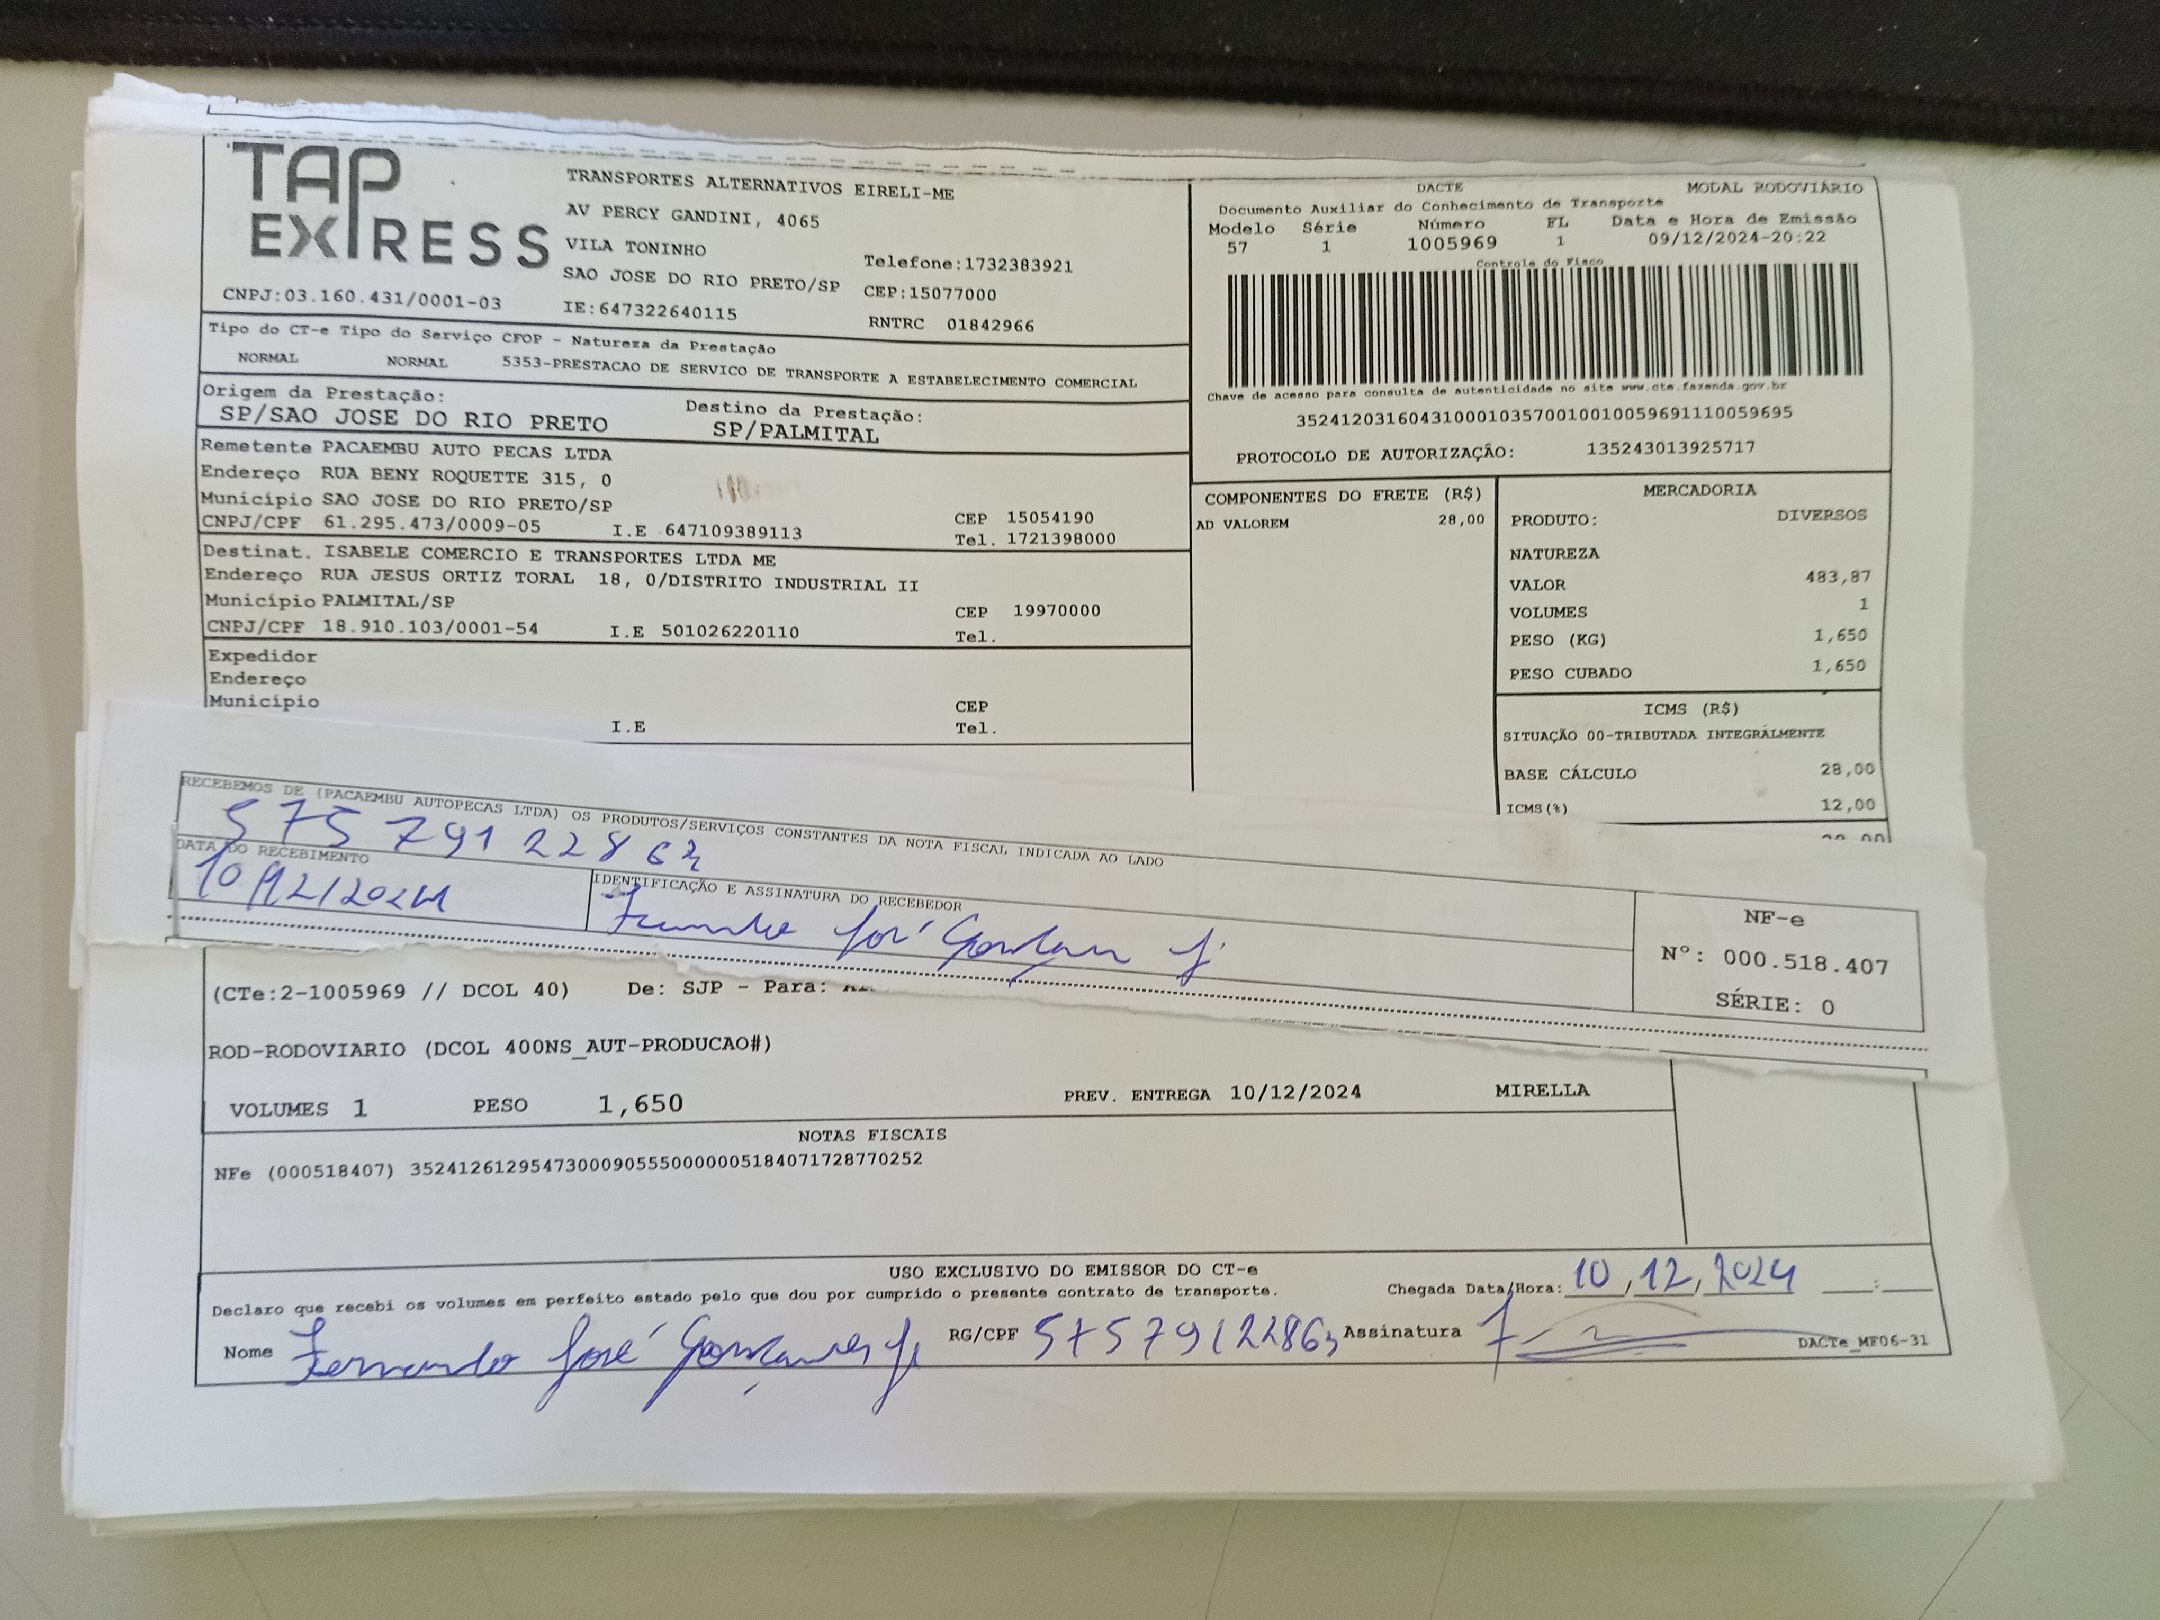 TAP EXPRESS
TRANSPORTES ALTERNATIVOS EIRELI-ME
AV PERCY GANDINI, 4065
VILA TONINHO
SAO JOSE DO RIO PRETO/SP
Telefone:1732383921
CEP:15077000
CNPJ:03.160.431/0001-03
IE:647322640115
RNTRC 01842966
DACTE
MODAL RODOVIÁRIO
Documento Auxiliar do Conhecimento de Transporte
Modelo Série Número FL Data e Hora de Emissão
57 1 1005969 1 09/12/2024-20:22
Controle do Fisco
Chave de acesso para consulta de autenticidade no site www.cte.fazenda.gov.br
35241203160431000103570010010059691110059695
PROTOCOLO DE AUTORIZAÇÃO: 135243013925717
Tipo do CT-e Tipo do Serviço CFOP - Natureza da Prestação
NORMAL NORMAL 5353-PRESTACAO DE SERVICO DE TRANSPORTE A ESTABELECIMENTO COMERCIAL
Origem da Prestação:
SP/SAO JOSE DO RIO PRETO
Destino da Prestação:
SP/PALMITAL
Remetente PACAEMBU AUTO PECAS LTDA
Endereço RUA BENY ROQUETTE 315, 0
Município SAO JOSE DO RIO PRETO/SP
CEP 15054190
CNPJ/CPF 61.295.473/0009-05 I.E 647109389113
Tel. 1721398000
Destinat. ISABELE COMERCIO E TRANSPORTES LTDA ME
Endereço RUA JESUS ORTIZ TORAL 18, 0/DISTRITO INDUSTRIAL II
Município PALMITAL/SP
CEP 19970000
CNPJ/CPF 18.910.103/0001-54 I.E 501026220110
Tel.
Expedidor
Endereço
Município
CEP
I.E
Tel.
COMPONENTES DO FRETE (R$)
AD VALOREM 28,00
MERCADORIA
PRODUTO: DIVERSOS
NATUREZA
VALOR 483,87
VOLUMES 1
PESO (KG) 1,650
PESO CUBADO 1,650
ICMS (R$)
SITUAÇÃO 00-TRIBUTADA INTEGRALMENTE
BASE CÁLCULO 28,00
ICMS(%) 12,00
RECEBEMOS DE (PACAEMBU AUTOPECAS LTDA) OS PRODUTOS/SERVIÇOS CONSTANTES DA NOTA FISCAL INDICADA AO LADO
57579122863
DATA DO RECEBIMENTO
10/12/2024
IDENTIFICAÇÃO E ASSINATURA DO RECEBEDOR
NF-e
Nº: 000.518.407
SÉRIE: 0
(CTe:2-1005969 // DCOL 40) De: SJP - Para:
ROD-RODOVIARIO (DCOL 400NS_AUT-PRODUCAO#)
VOLUMES 1 PESO 1,650 PREV. ENTREGA 10/12/2024 MIRELLA
NOTAS FISCAIS
NFe (000518407) 35241261295473000905550000005184071728770252
USO EXCLUSIVO DO EMISSOR DO CT-e
Declaro que recebi os volumes em perfeito estado pelo que dou por cumprido o presente contrato de transporte.
Chegada Data/Hora: 10/12/2024 :
Nome Fernando José Gonçalves Jr RG/CPF 57579122863 Assinatura
DACTe_MF06-31